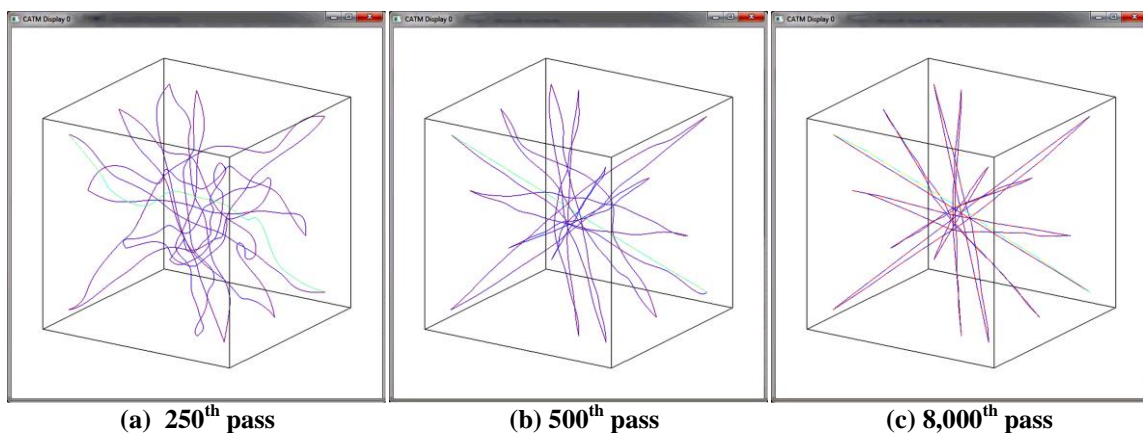 CATM Display 0
CATM Display 0
CATM Display 0
(a) 250th pass
(b) 500th pass
(c) 8,000th pass